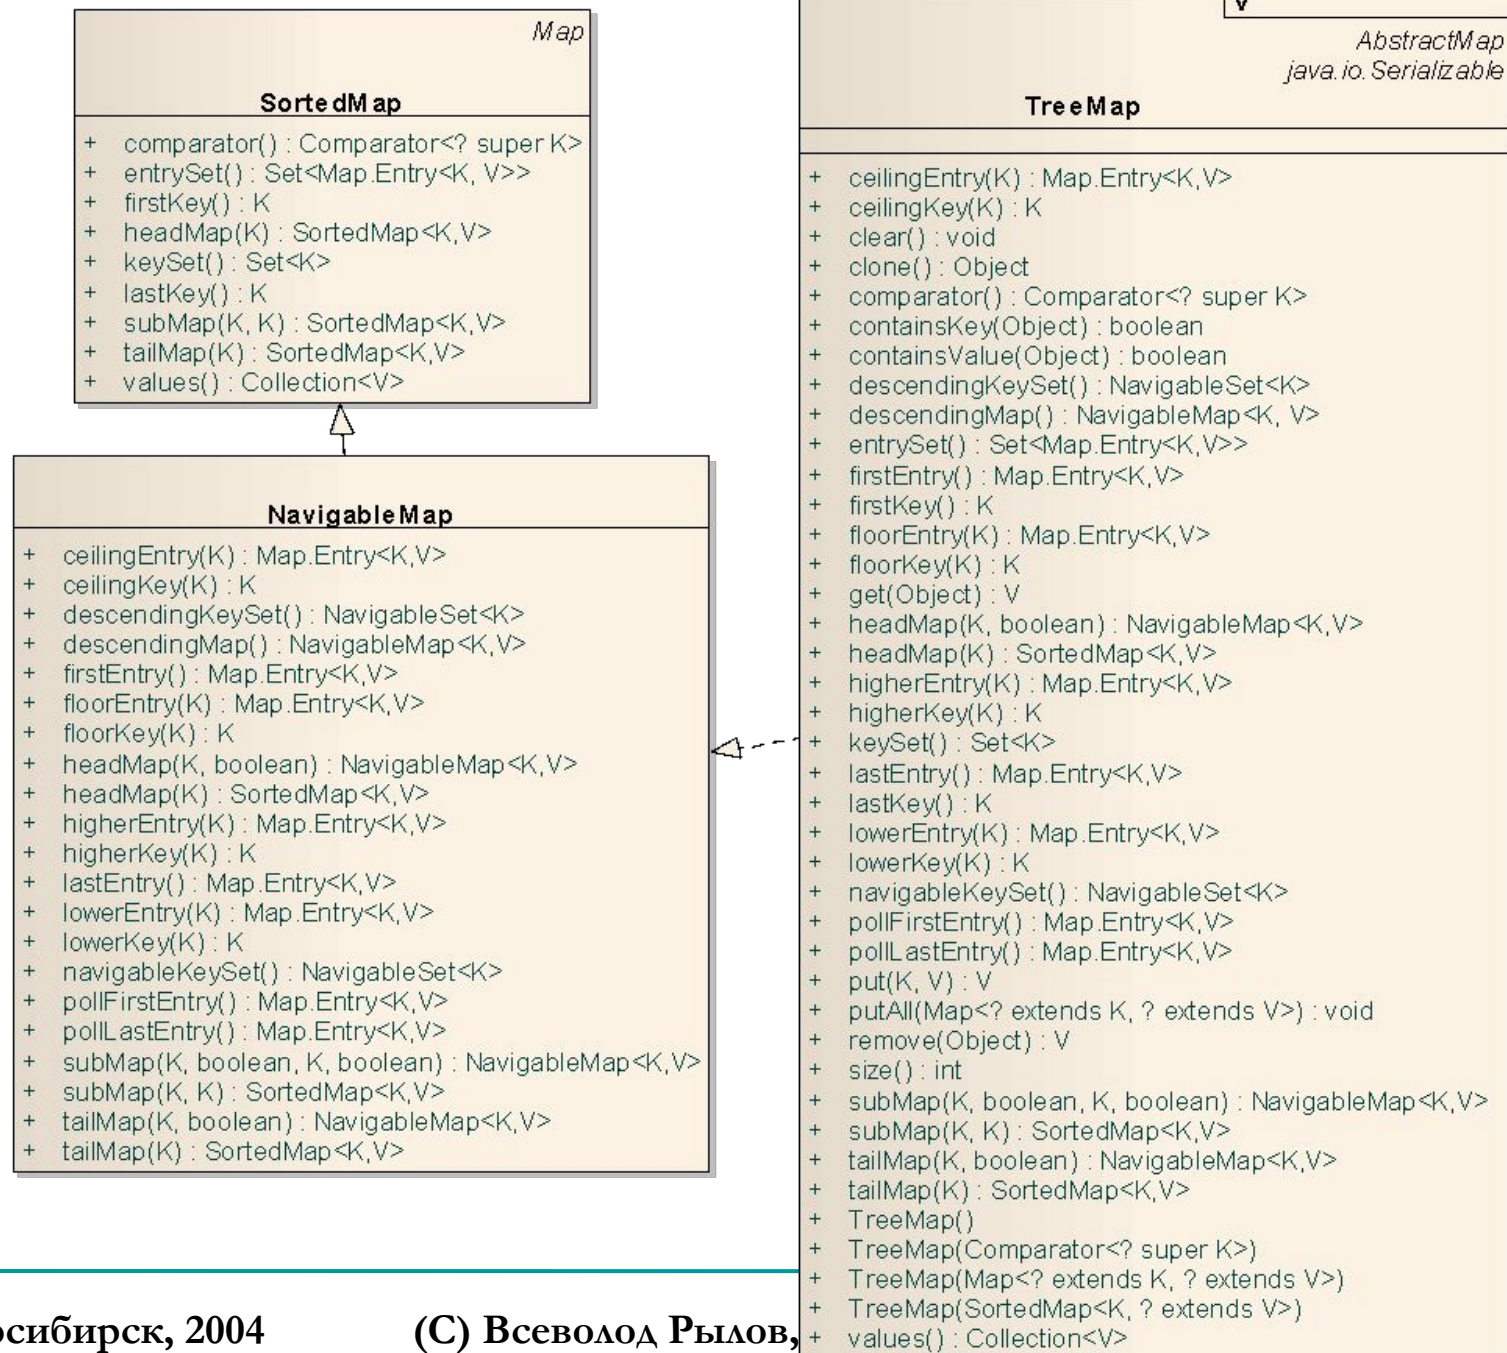 Map
SortedMap
+ comparator() : Comparator<? super K>
+ entrySet() : Set<Map.Entry<K, V>>
+ firstKey() : K
+ headMap(K) : SortedMap<K,V>
+ keySet() : Set<K>
+ lastKey() : K
+ subMap(K, K) : SortedMap<K,V>
+ tailMap(K) : SortedMap<K,V>
+ values() : Collection<V>
NavigableMap
+ ceilingEntry(K) : Map.Entry<K,V>
+ ceilingKey(K) : K
+ descendingKeySet() : NavigableSet<K>
+ descendingMap() : NavigableMap<K,V>
+ firstEntry() : Map.Entry<K,V>
+ floorEntry(K) : Map.Entry<K,V>
+ floorKey(K) : K
+ headMap(K, boolean) : NavigableMap<K,V>
+ headMap(K) : SortedMap<K,V>
+ higherEntry(K) : Map.Entry<K,V>
+ higherKey(K) : K
+ lastEntry() : Map.Entry<K,V>
+ lowerEntry(K) : Map.Entry<K,V>
+ lowerKey(K) : K
+ navigableKeySet() : NavigableSet<K>
+ pollFirstEntry() : Map.Entry<K,V>
+ pollLastEntry() : Map.Entry<K,V>
+ subMap(K, boolean, K, boolean) : NavigableMap<K,V>
+ subMap(K, K) : SortedMap<K,V>
+ tailMap(K, boolean) : NavigableMap<K,V>
+ tailMap(K) : SortedMap<K,V>
AbstractMap
java.io.Serializable
TreeMap
+ ceilingEntry(K) : Map.Entry<K,V>
+ ceilingKey(K) : K
+ clear() : void
+ clone() : Object
+ comparator() : Comparator<? super K>
+ containsKey(Object) : boolean
+ containsValue(Object) : boolean
+ descendingKeySet() : NavigableSet<K>
+ descendingMap() : NavigableMap<K, V>
+ entrySet() : Set<Map.Entry<K,V>>
+ firstEntry() : Map.Entry<K,V>
+ firstKey() : K
+ floorEntry(K) : Map.Entry<K,V>
+ floorKey(K) : K
+ get(Object) : V
+ headMap(K, boolean) : NavigableMap<K,V>
+ headMap(K) : SortedMap<K,V>
+ higherEntry(K) : Map.Entry<K,V>
+ higherKey(K) : K
+ keySet() : Set<K>
+ lastEntry() : Map.Entry<K,V>
+ lastKey() : K
+ lowerEntry(K) : Map.Entry<K,V>
+ lowerKey(K) : K
+ navigableKeySet() : NavigableSet<K>
+ pollFirstEntry() : Map.Entry<K,V>
+ pollLastEntry() : Map.Entry<K,V>
+ put(K, V) : V
+ putAll(Map<? extends K, ? extends V>) : void
+ remove(Object) : V
+ size() : int
+ subMap(K, boolean, K, boolean) : NavigableMap<K,V>
+ subMap(K, K) : SortedMap<K,V>
+ tailMap(K, boolean) : NavigableMap<K,V>
+ tailMap(K) : SortedMap<K,V>
+ TreeMap()
+ TreeMap(Comparator<? super K>)
+ TreeMap(Map<? extends K, ? extends V>)
+ TreeMap(SortedMap<K, ? extends V>)
+ values() : Collection<V>
осибирск, 2004 (C) Всеволод Рылов,